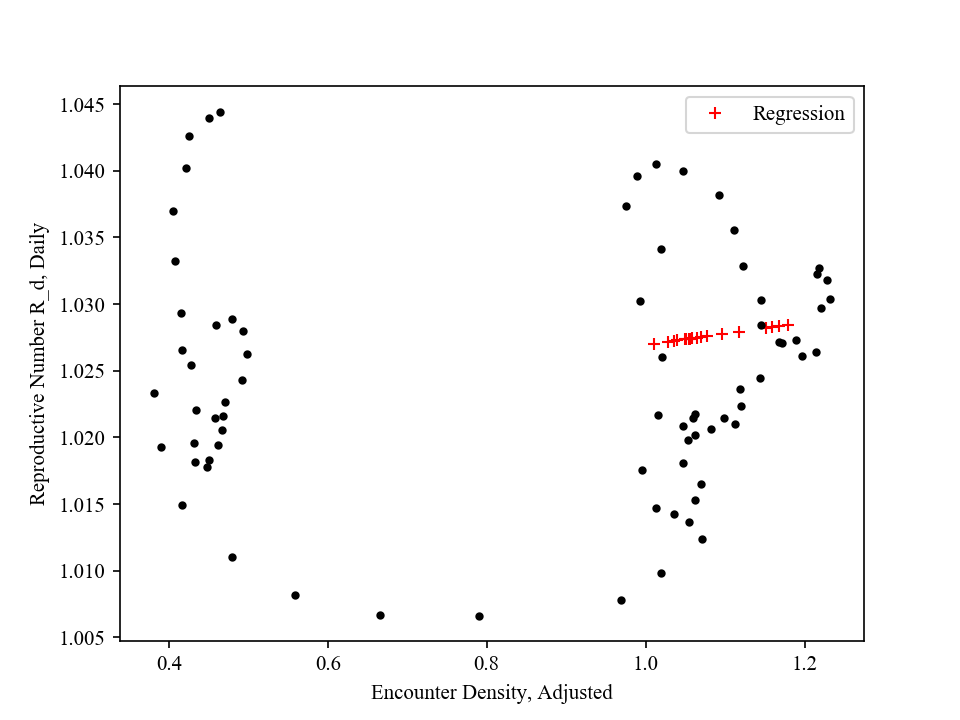 Regression
1.045
1.040
1.035
1.030
1.025
1.020
1.015
1.010
1.005
Reproductive Number R_d, Daily
0.4 0.6 0.8 1.0 1.2
Encounter Density, Adjusted